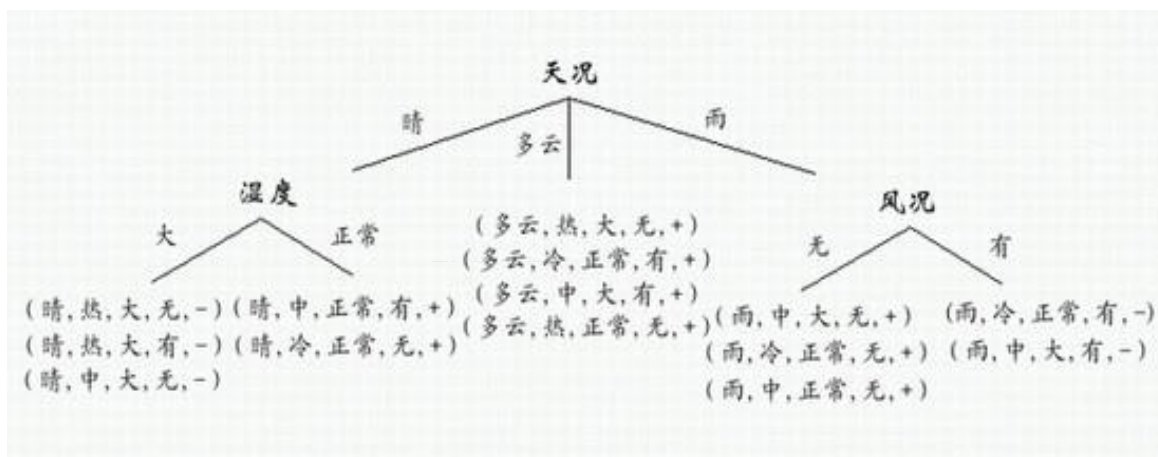 天况
晴
多云
雨
湿度
大
正常
(晴,热,大,无,-)
(晴,热,大,有,-)
(晴,中,大,无,-)
(晴,中,正常,有,+)
(晴,冷,正常,无,+)
(多云,热,大,无,+)
(多云,冷,正常,有,+)
(多云,中,大,有,+)
(多云,热,正常,无,+)
风况
无
有
(雨,中,大,无,+)
(雨,冷,正常,无,+)
(雨,中,正常,无,+)
(雨,冷,正常,有,-)
(雨,中,大,有,-)